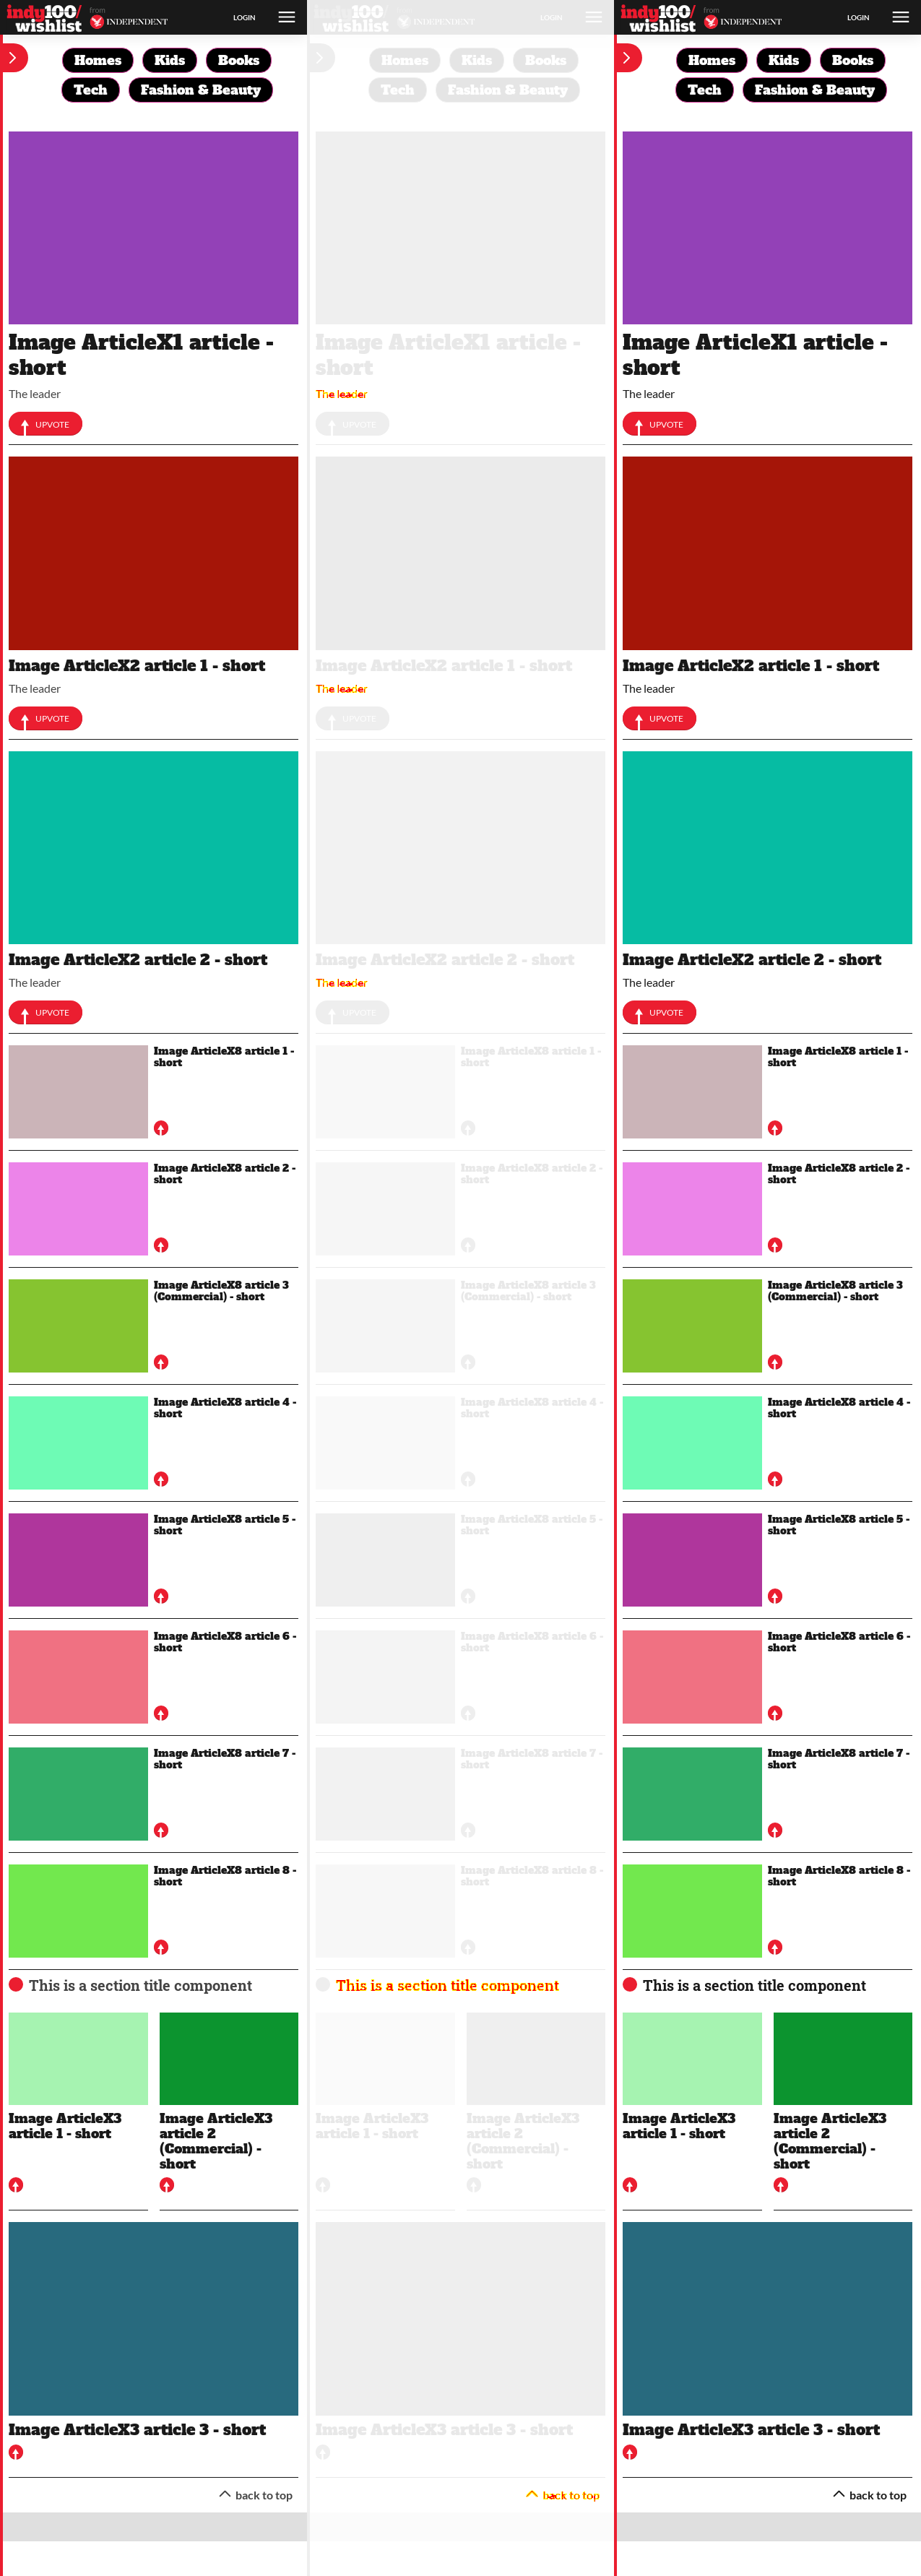 indy100/ from
wishlist INDEPENDENT LOGIN
Homes Kids Books
Tech Fashion & Beauty
Image ArticleX1 article -
short
The leader
UPVOTE
Image ArticleX2 article 1 - short
The leader
UPVOTE
Image ArticleX2 article 2 - short
The leader
UPVOTE
Image ArticleX8 article 1 -
short
Image ArticleX8 article 2 -
short
Image ArticleX8 article 3
(Commercial) - short
Image ArticleX8 article 4 -
short
Image ArticleX8 article 5 -
short
Image ArticleX8 article 6 -
short
Image ArticleX8 article 7 -
short
Image ArticleX8 article 8 -
short
This is a section title component
Image ArticleX3
article 1 - short
Image ArticleX3
article 2
(Commercial) -
short
Image ArticleX3 article 3 - short
back to top
indy100/ 
wishlist INDEPENDENT LOGIN
Homes Kids Books
Tech Fashion & Beauty
Image ArticleX1 article -
short
The leader
UPVOTE
Image ArticleX2 article 1 - short
The leader
UPVOTE
Image ArticleX2 article 2 - short
The leader
UPVOTE
Image ArticleX8 article 1 -
short
Image ArticleX8 article 2 -
short
Image ArticleX8 article 3
(Commercial) - short
Image ArticleX8 article 4 -
short
Image ArticleX8 article 5 -
short
Image ArticleX8 article 6 -
short
Image ArticleX8 article 7 -
short
Image ArticleX8 article 8 -
short
This is a section title component
Image ArticleX3
article 1 - short
Image ArticleX3
article 2
(Commercial) -
short
Image ArticleX3 article 3 - short
back to top
indy100/ from
wishlist INDEPENDENT LOGIN
Homes Kids Books
Tech Fashion & Beauty
Image ArticleX1 article -
short
The leader
UPVOTE
Image ArticleX2 article 1 - short
The leader
UPVOTE
Image ArticleX2 article 2 - short
The leader
UPVOTE
Image ArticleX8 article 1 -
short
Image ArticleX8 article 2 -
short
Image ArticleX8 article 3
(Commercial) - short
Image ArticleX8 article 4 -
short
Image ArticleX8 article 5 -
short
Image ArticleX8 article 6 -
short
Image ArticleX8 article 7 -
short
Image ArticleX8 article 8 -
short
This is a section title component
Image ArticleX3
article 1 - short
Image ArticleX3
article 2
(Commercial) -
short
Image ArticleX3 article 3 - short
back to top